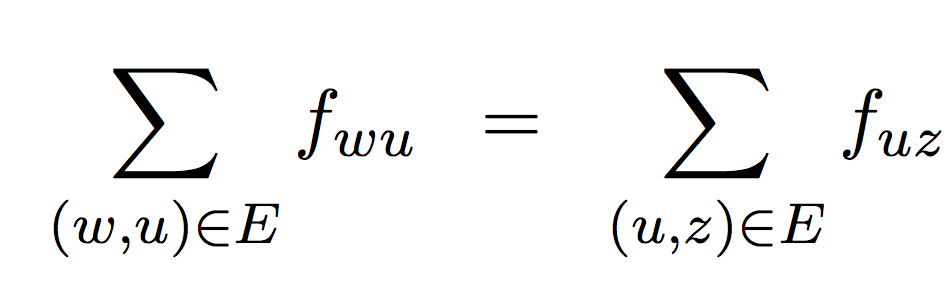 ∑ f_{wu} = ∑ f_{uz}
(w,u)∈E (u,z)∈E